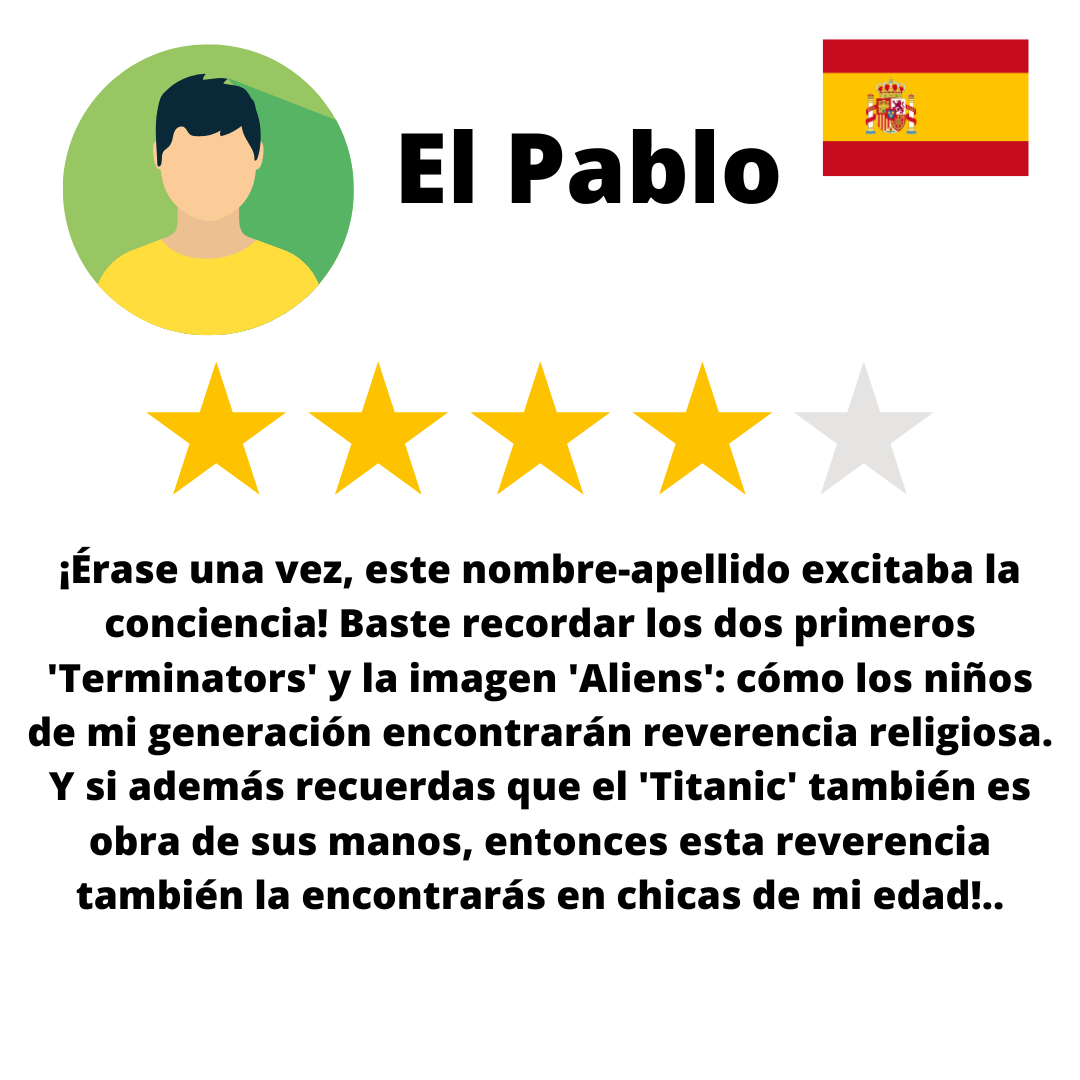 El Pablo
¡Érase una vez, este nombre-apellido excitaba la
conciencia! Baste recordar los dos primeros
'Terminators' y la imagen 'Aliens': cómo los niños
de mi generación encontrarán reverencia religiosa.
Y si además recuerdas que el 'Titanic' también es
obra de sus manos, entonces esta reverencia
también la encontrarás en chicas de mi edad!..